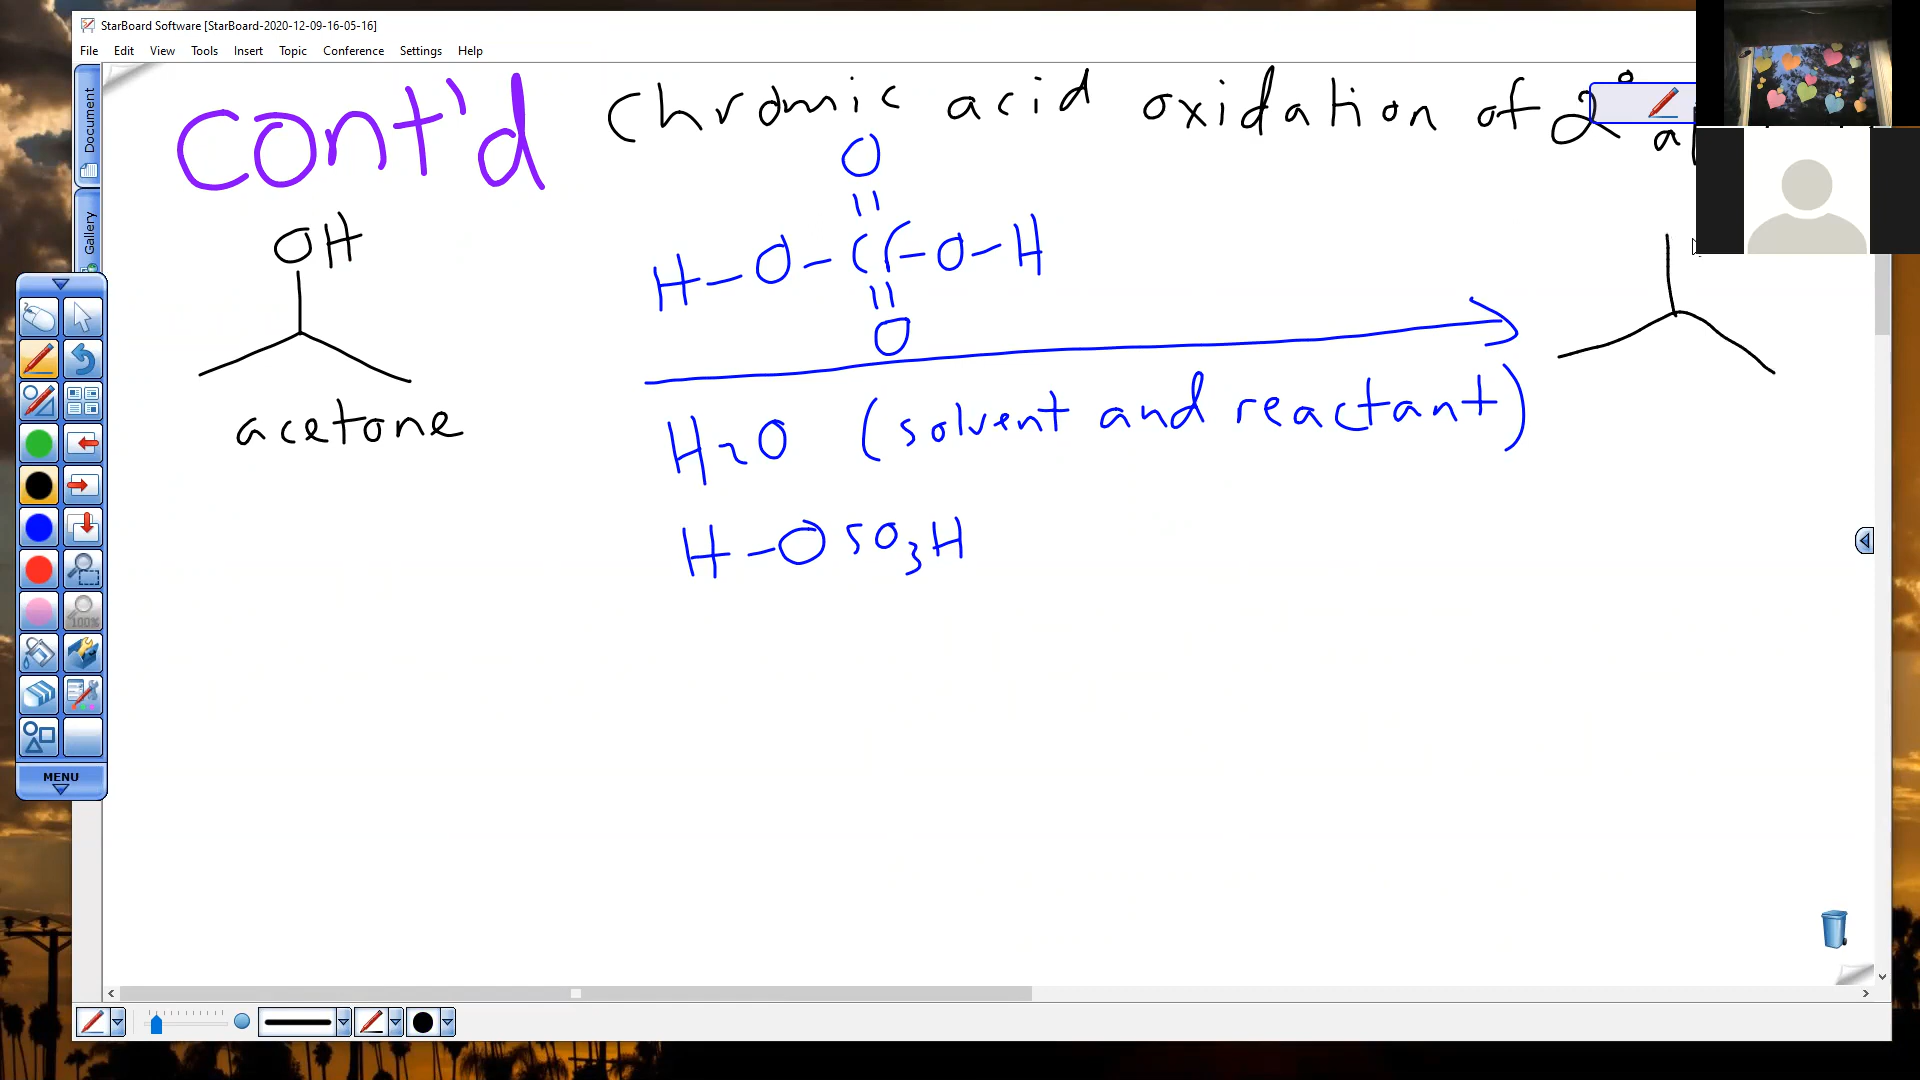 StarBoard Software [StarBoard-2020-12-09-16-05-16]
File Edit View Tools Insert Topic Conference Settings Help
Document
Gallery
cont'd
Chromic acid oxidation of 2°
O
H-O-Cr-O-H
O
OH
acetone
H2O (solvent and reactant)
H-OSO3H
100%
MENU